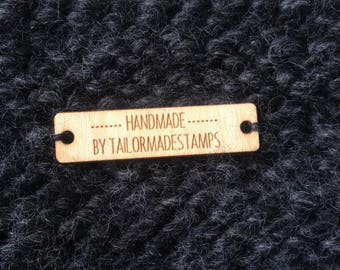 ------- HANDMADE -------
BY TAILORMADESTAMPS